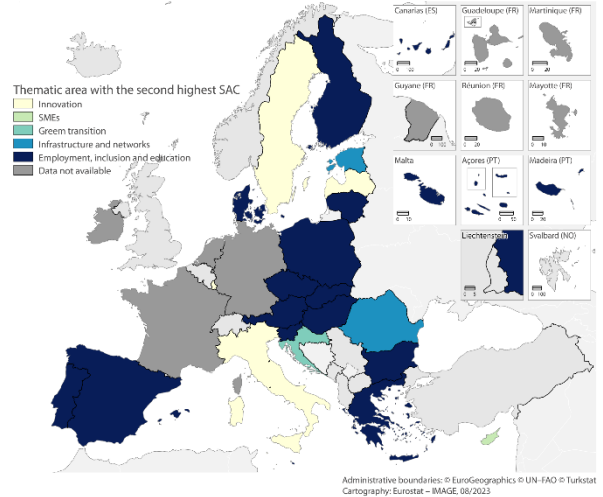 Thematic area with the second highest SAC
Innovation
SMEs
Greem transition
Infrastructure and networks
Employment, inclusion and education
Data not available
Canarias (ES)
Guadeloupe (FR)
Martinique (FR)
Guyane (FR)
Réunion (FR)
Mayotte (FR)
Malta
Açores (PT)
Madeira (PT)
Liechtenstein
Svalbard (NO)
Administrative boundaries: © EuroGeographics © UN–FAO © Turkstat
Cartography: Eurostat – IMAGE, 08/2023